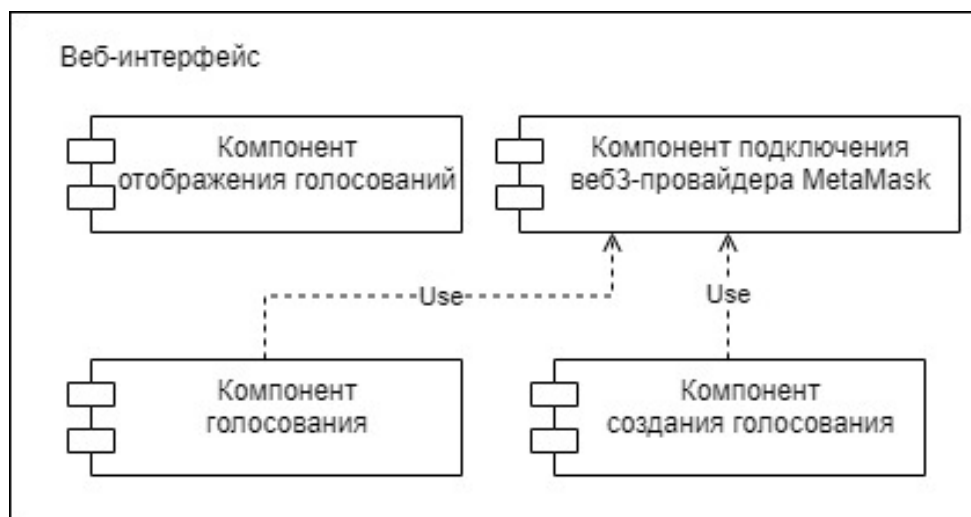 Веб-интерфейс
Компонент
отображения голосований
Компонент подключения
веб3-провайдера MetaMask
Use
Use
Компонент
голосования
Компонент
создания голосования